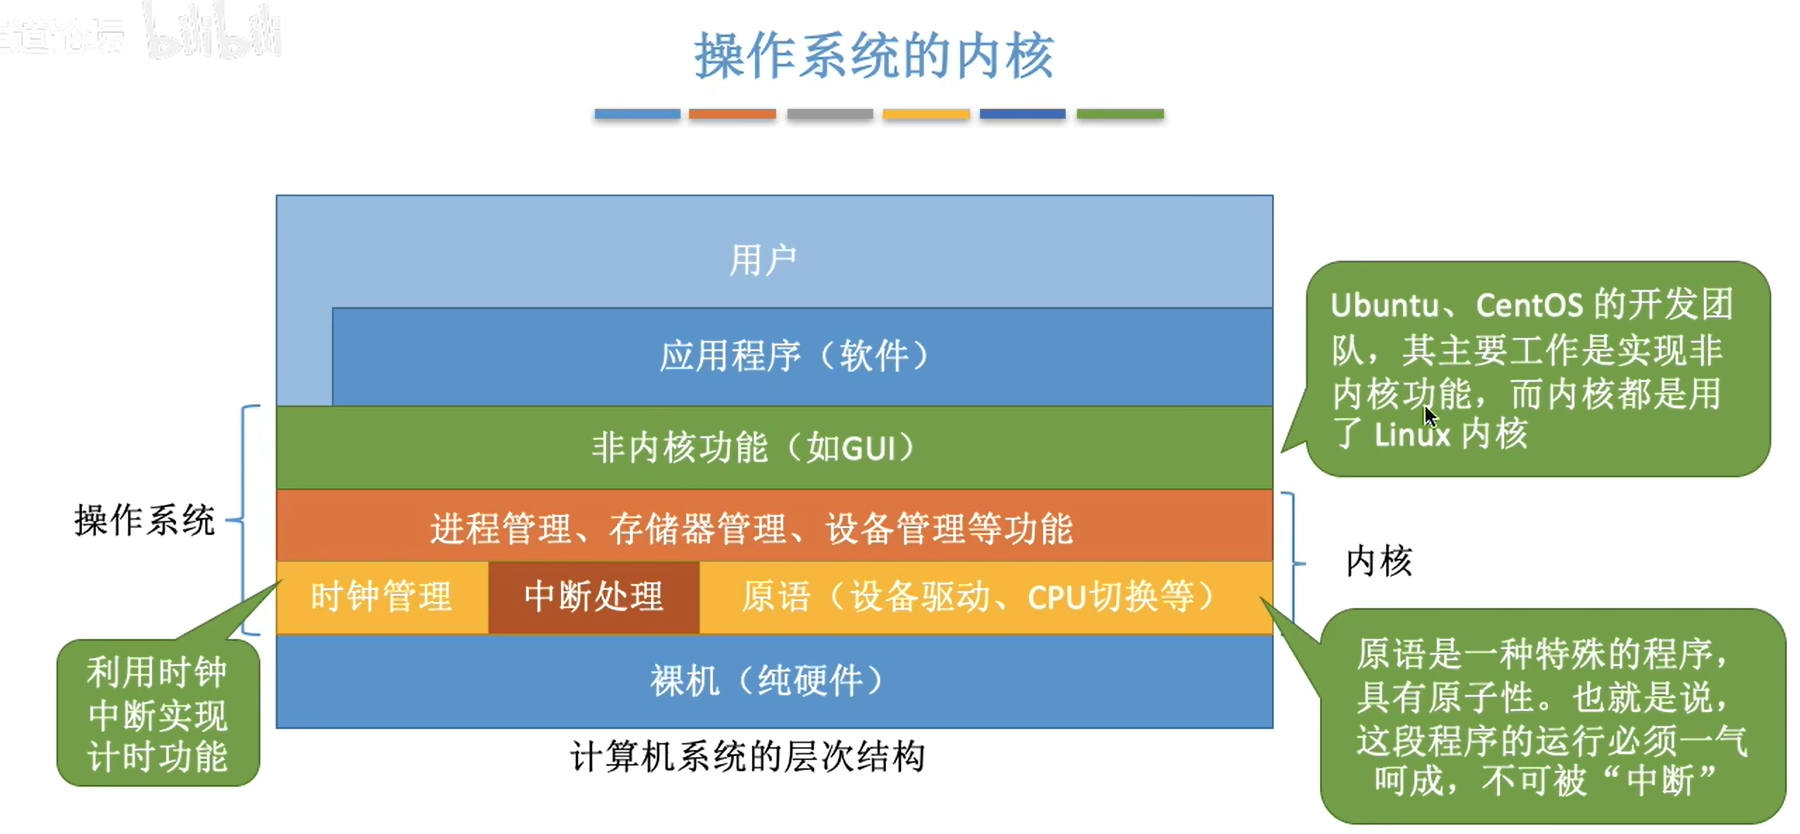 道论坛 bilibili
操作系统的内核
用户
应用程序（软件）
非内核功能（如GUI）
进程管理、存储器管理、设备管理等功能
时钟管理
中断处理
原语（设备驱动、CPU切换等）
裸机（纯硬件）
计算机系统的层次结构
操作系统
内核
利用时钟
中断实现
计时功能
Ubuntu、CentOS 的开发团
队，其主要工作是实现非
内核功能，而内核都是用
了 Linux 内核
原语是一种特殊的程序，
具有原子性。也就是说，
这段程序的运行必须一气
呵成，不可被“中断”